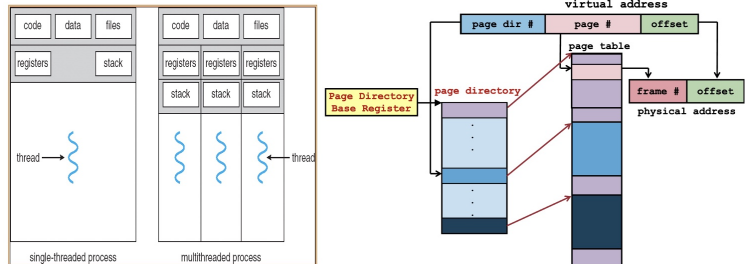 code data files
registers stack
thread
single-threaded process
code data files
registers registers registers
stack stack stack
thread
multithreaded process
virtual address
page dir # page # offset
page table
page directory
Page Directory
Base Register
frame # offset
physical address